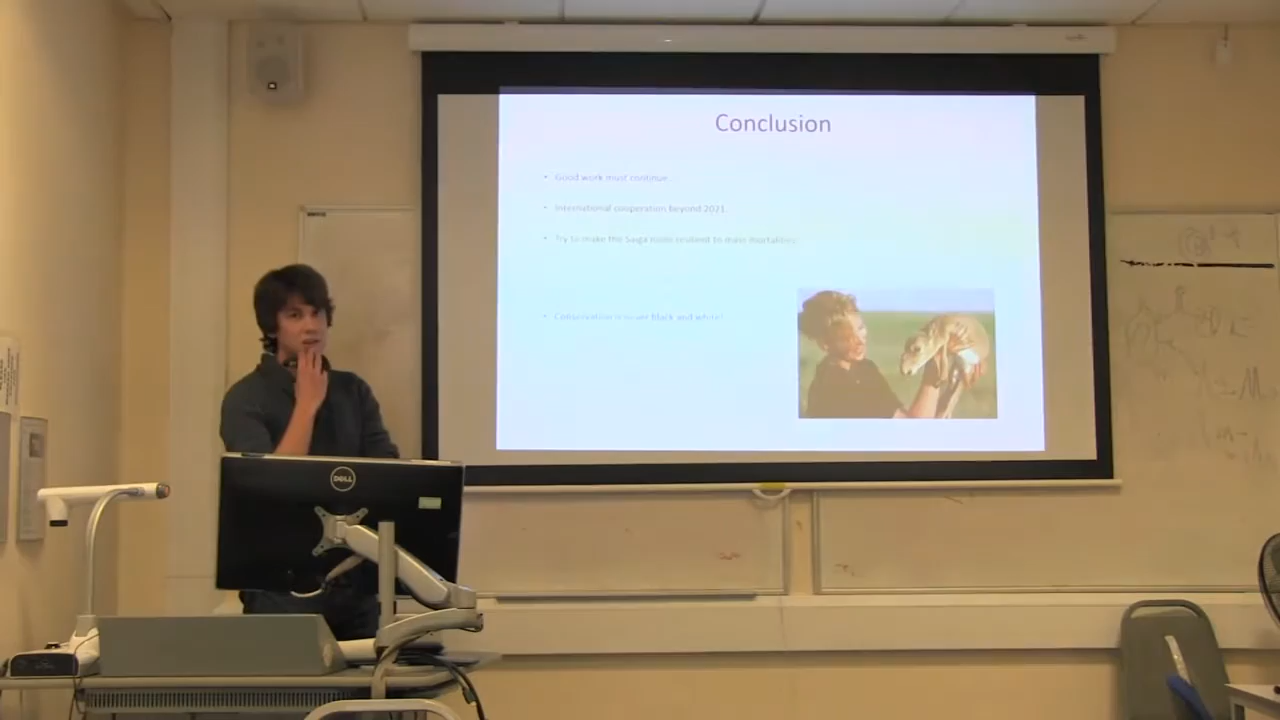 Conclusion
• Good work must continue.
• International cooperation beyond 2021.
• Try to make the Saiga more resilient to mass mortalities.
• Conservation is never black and white!
DELL